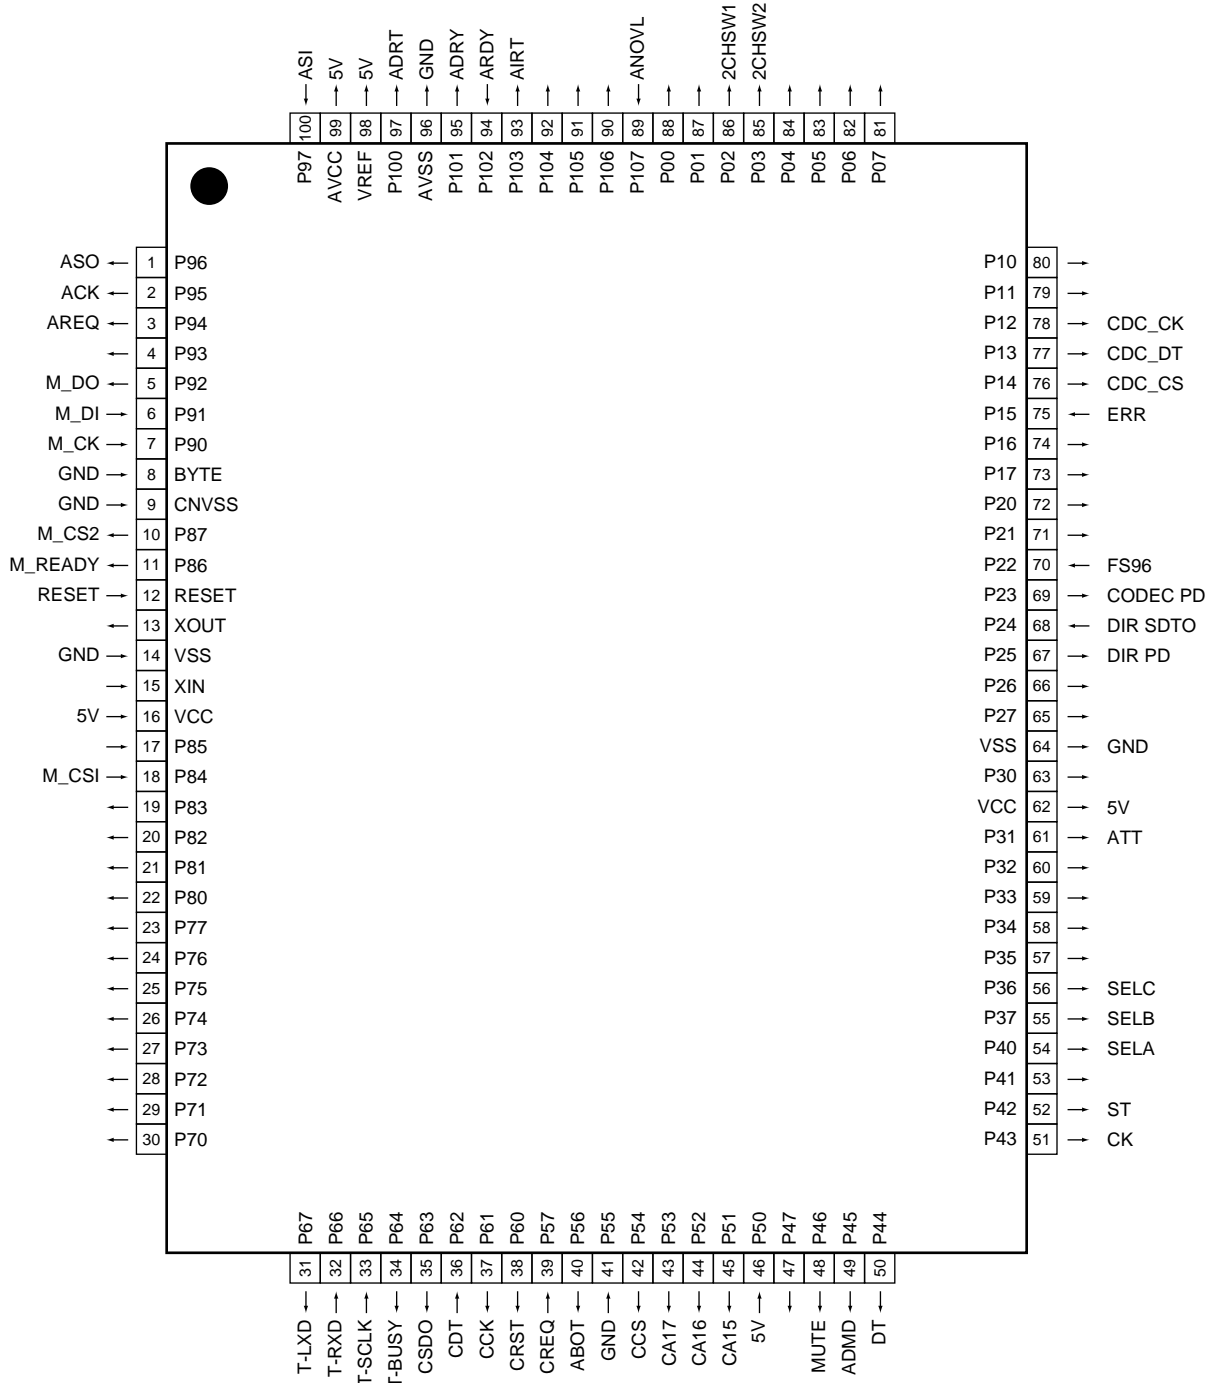 ASI 5V 5V ADRT GND ADRY ARDY AIRT ANOVL 2CHSW1 2CHSW2
100 99 98 97 96 95 94 93 92 91 90 89 88 87 86 85 84 83 82 81
P97 AVCC VREF P100 AVSS P101 P102 P103 P104 P105 P106 P107 P00 P01 P02 P03 P04 P05 P06 P07
ASO 1 P96 P10 80
ACK 2 P95 P11 79
AREQ 3 P94 P12 78 CDC_CK
4 P93 P13 77 CDC_DT
M_DO 5 P92 P14 76 CDC_CS
M_DI 6 P91 P15 75 ERR
M_CK 7 P90 P16 74
GND 8 BYTE P17 73
GND 9 CNVSS P20 72
M_CS2 10 P87 P21 71
M_READY 11 P86 P22 70 FS96
RESET 12 RESET P23 69 CODEC PD
13 XOUT P24 68 DIR SDTO
GND 14 VSS P25 67 DIR PD
15 XIN P26 66
5V 16 VCC P27 65
17 P85 VSS 64 GND
M_CSI 18 P84 P30 63
19 P83 VCC 62 5V
20 P82 P31 61 ATT
21 P81 P32 60
22 P80 P33 59
23 P77 P34 58
24 P76 P35 57
25 P75 P36 56 SELC
26 P74 P37 55 SELB
27 P73 P40 54 SELA
28 P72 P41 53
29 P71 P42 52 ST
30 P70 P43 51 CK
P67 P66 P65 P64 P63 P62 P61 P60 P57 P56 P55 P54 P53 P52 P51 P50 P47 P46 P45 P44
31 32 33 34 35 36 37 38 39 40 41 42 43 44 45 46 47 48 49 50
T-LXD T-RXD T-SCLK T-BUSY CSDO CDT CCK CRST CREQ ABOT GND CCS CA17 CA16 CA15 5V MUTE ADMD DT